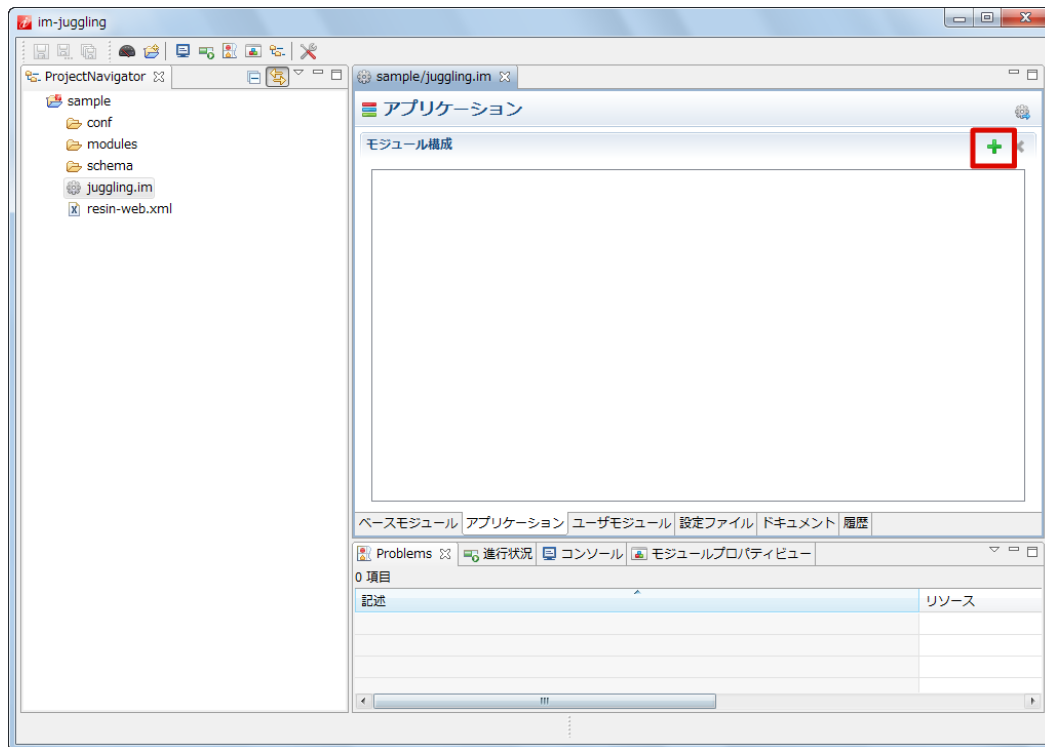 im-juggling
ProjectNavigator
sample
conf
modules
schema
juggling.im
resin-web.xml
sample/juggling.im
アプリケーション
モジュール構成
ベースモジュール アプリケーション ユーザモジュール 設定ファイル ドキュメント 履歴
Problems 進行状況 コンソール モジュールプロパティビュー
0 項目
記述 リソース